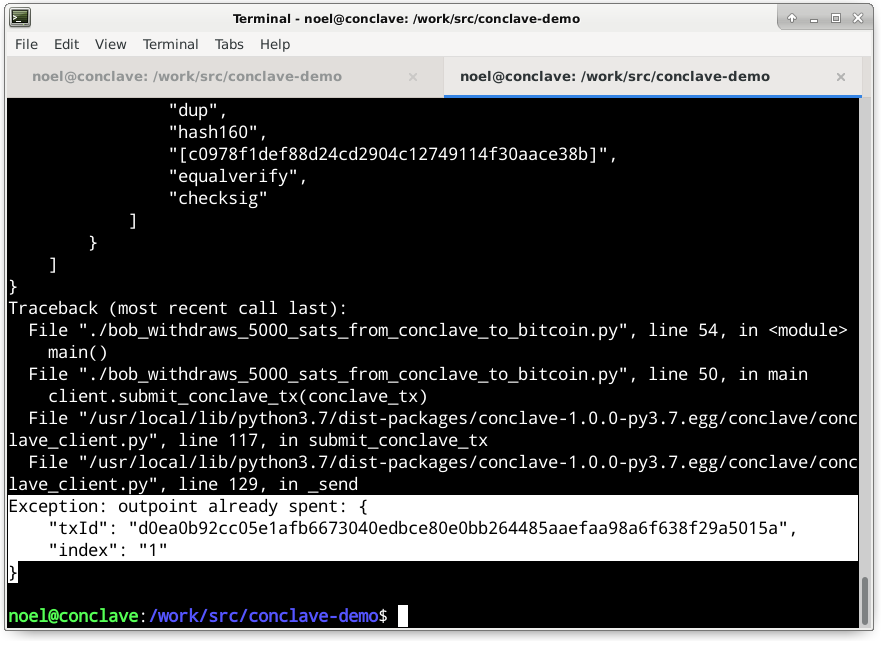 Terminal - noel@conclave: /work/src/conclave-demo
File Edit View Terminal Tabs Help
noel@conclave: /work/src/conclave-demo × noel@conclave: /work/src/conclave-demo ×
"dup",
"hash160",
"[c0978f1def88d24cd2904c12749114f30aace38b]",
"equalverify",
"checksig"
]
}
]
}
Traceback (most recent call last):
File "./bob_withdraws_5000_sats_from_conclave_to_bitcoin.py", line 54, in <module>
main()
File "./bob_withdraws_5000_sats_from_conclave_to_bitcoin.py", line 50, in main
client.submit_conclave_tx(conclave_tx)
File "/usr/local/lib/python3.7/dist-packages/conclave-1.0.0-py3.7.egg/conclave/conc
lave_client.py", line 117, in submit_conclave_tx
File "/usr/local/lib/python3.7/dist-packages/conclave-1.0.0-py3.7.egg/conclave/conc
lave_client.py", line 129, in _send
Exception: outpoint already spent: {
"txId": "d0ea0b92cc05e1afb6673040edbce80e0bb264485aaefaa98a6f638f29a5015a",
"index": "1"
}
noel@conclave:/work/src/conclave-demo$